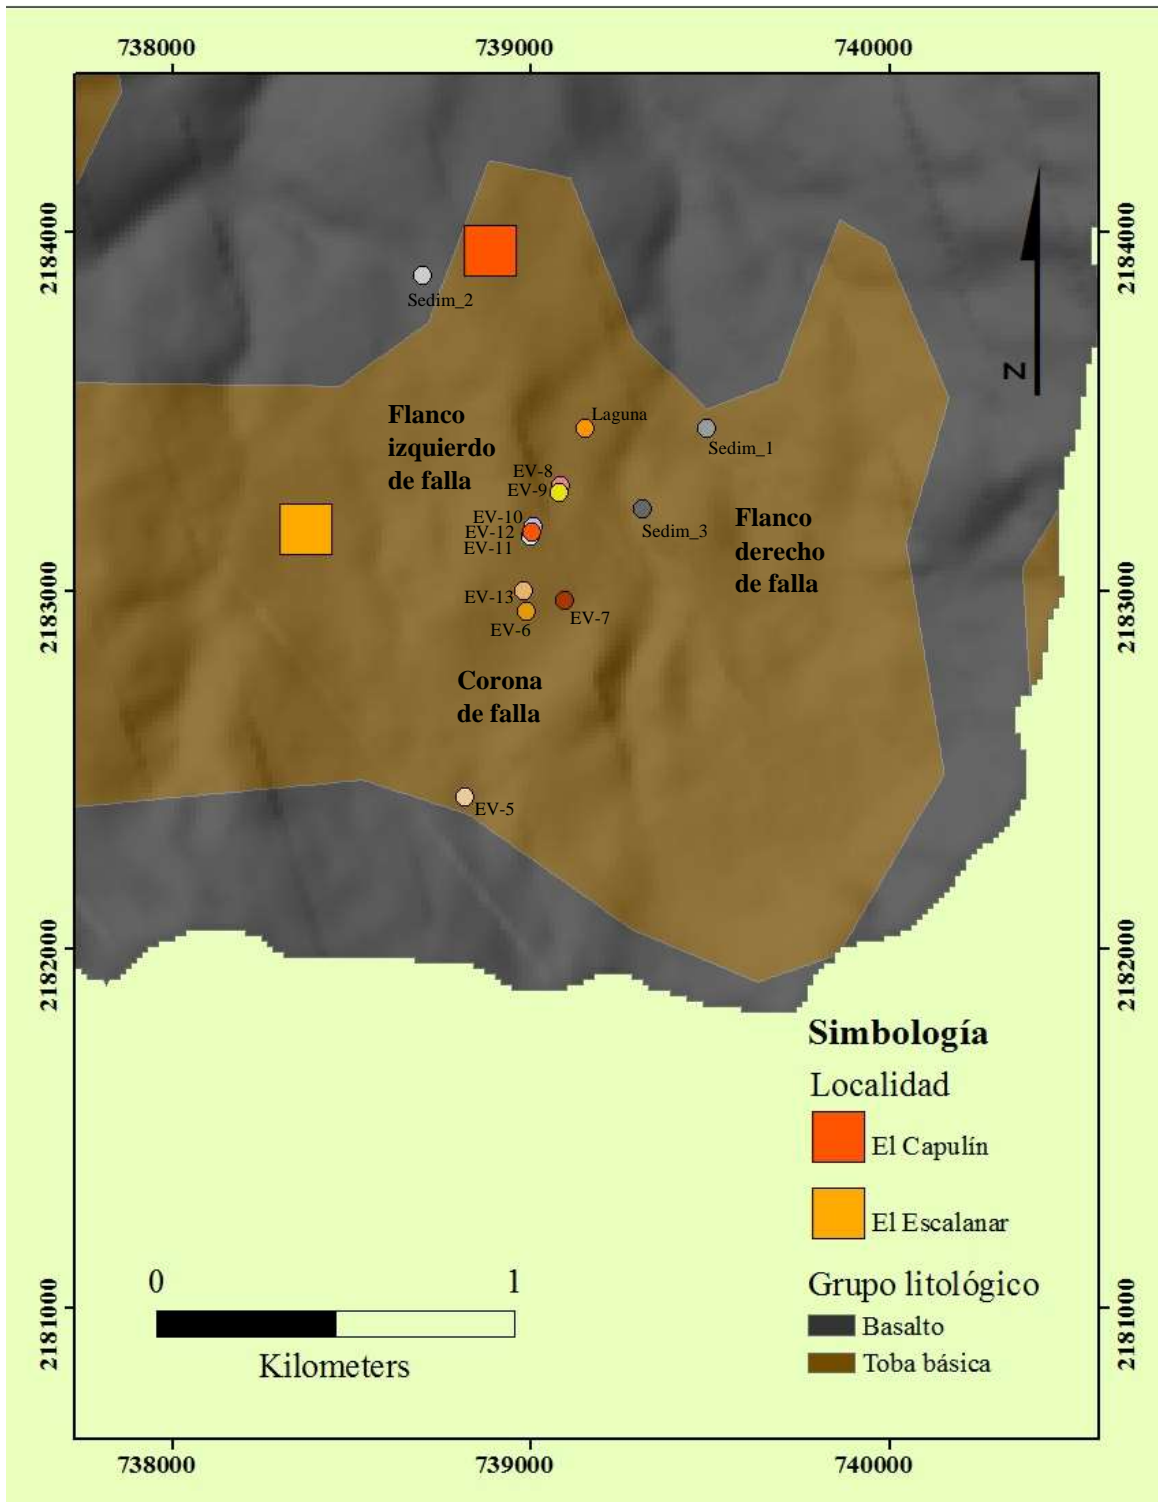 738000
739000
740000
2184000
2184000
Sedim_2
Flanco
izquierdo
de falla
Laguna
Sedim_1
EV-8
EV-9
EV-10
EV-12
EV-11
Sedim_3
Flanco
derecho
de falla
N
2183000
2183000
EV-13
EV-6
EV-7
Corona
de falla
EV-5
2182000
2182000
Simbología
Localidad
El Capulín
El Escalanar
Grupo litológico
Basalto
Toba básica
0
1
Kilometers
2181000
2181000
738000
739000
740000